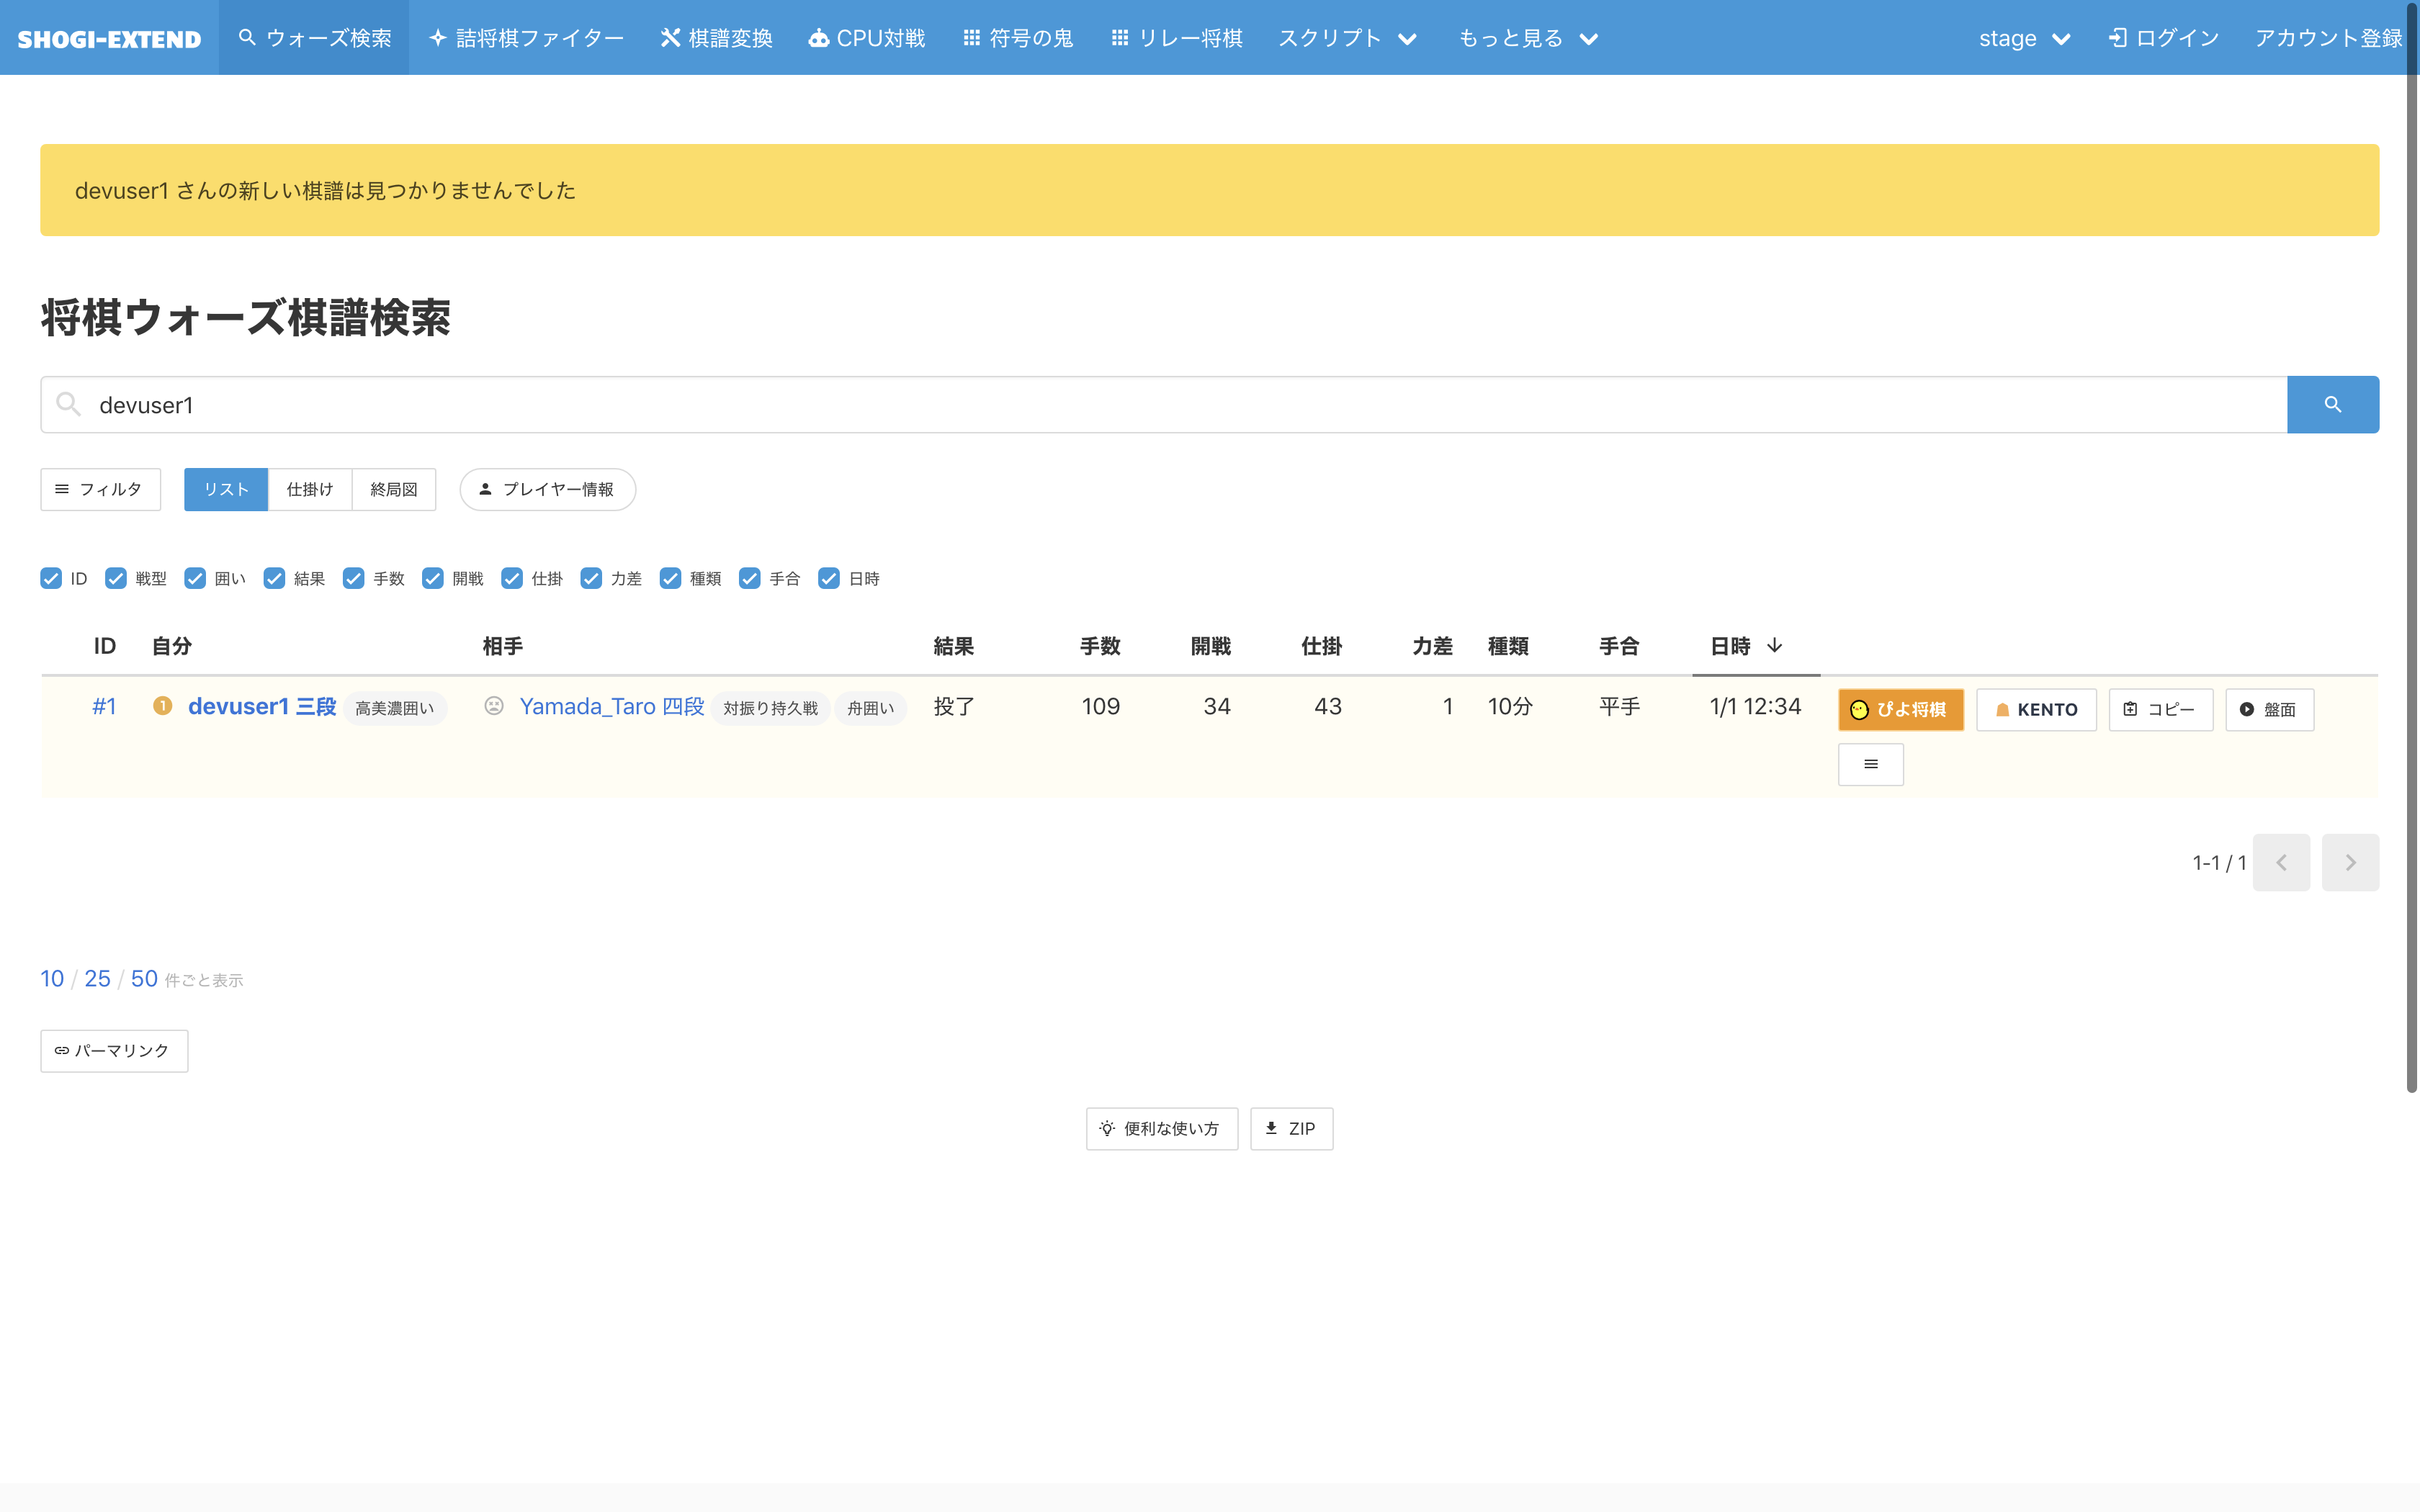 SHOGI-EXTEND ウォーズ検索 詰将棋ファイター 棋譜変換 CPU対戦 符号の鬼 リレー将棋 スクリプト もっと見る stage ログイン アカウント登録
devuser1 さんの新しい棋譜は見つかりませんでした
将棋ウォーズ棋譜検索
devuser1
フィルタ リスト 仕掛け 終局図 プレイヤー情報
ID 戦型 囲い 結果 手数 開戦 仕掛 力差 種類 手合 日時
ID 自分 相手 結果 手数 開戦 仕掛 力差 種類 手合 日時
#1 1 devuser1 三段 高美濃囲い Yamada_Taro 四段 対振り持久戦 舟囲い 投了 109 34 43 1 10分 平手 1/1 12:34 ぴよ将棋 KENTO コピー 盤面
1-1 / 1
10 / 25 / 50 件ごと表示
パーマリンク
便利な使い方 ZIP